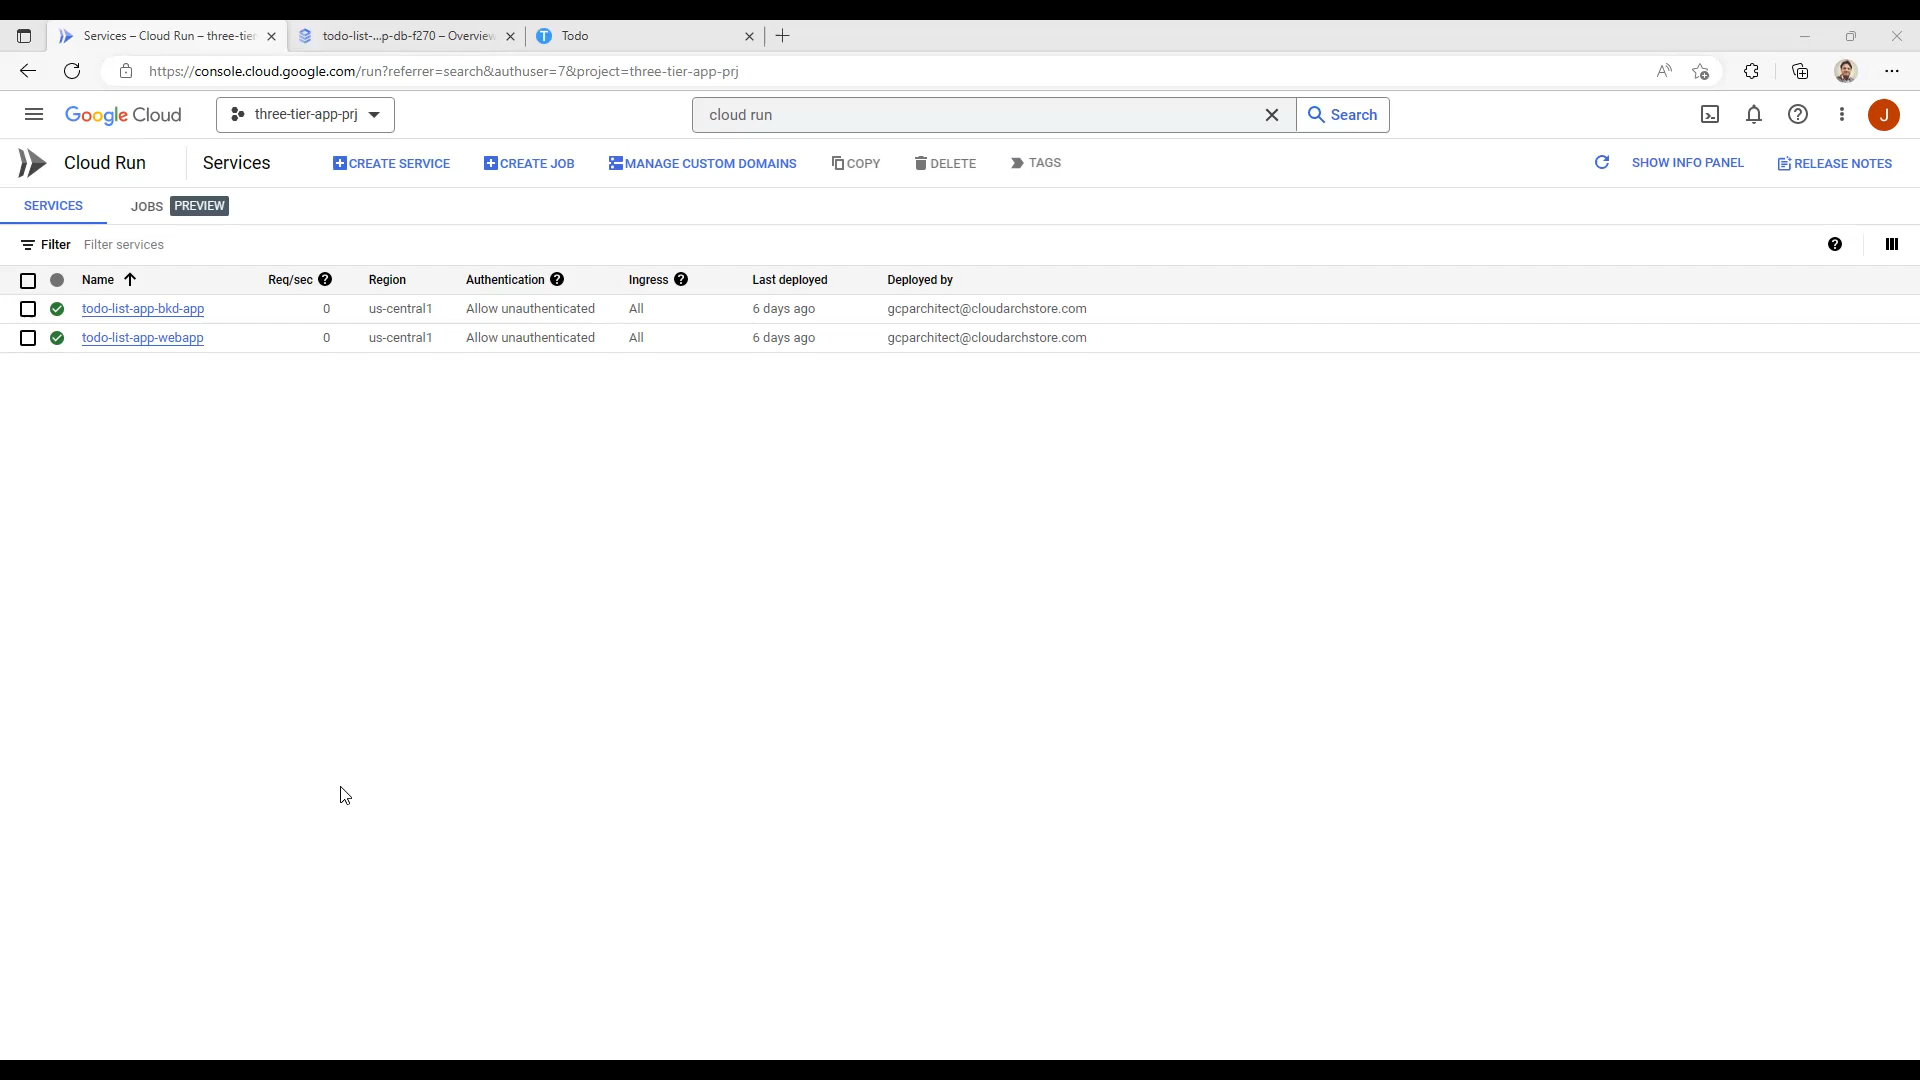 Services – Cloud Run – three-tier
todo-list-...p-db-f270 – Overview
T Todo
https://console.cloud.google.com/run?referrer=search&authuser=7&project=three-tier-app-prj
Google Cloud
three-tier-app-prj
cloud run
Search
J
Cloud Run
Services
CREATE SERVICE
CREATE JOB
MANAGE CUSTOM DOMAINS
COPY
DELETE
TAGS
SHOW INFO PANEL
RELEASE NOTES
SERVICES
JOBS PREVIEW
Filter Filter services
Name Req/sec Region Authentication Ingress Last deployed Deployed by
todo-list-app-bkd-app 0 us-central1 Allow unauthenticated All 6 days ago gcparchitect@cloudarchstore.com
todo-list-app-webapp 0 us-central1 Allow unauthenticated All 6 days ago gcparchitect@cloudarchstore.com